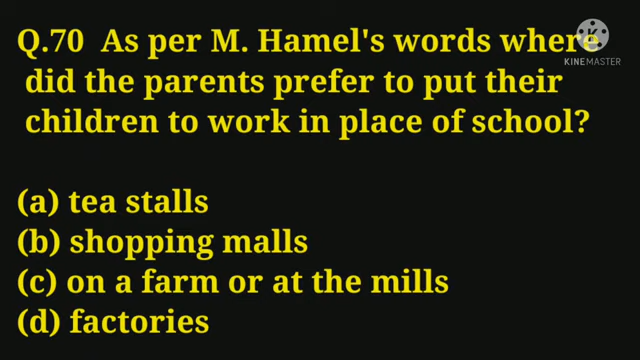 Q.70 As per M. Hamel's words where
did the parents prefer to put their
children to work in place of school?
(a) tea stalls
(b) shopping malls
(c) on a farm or at the mills
(d) factories
K
KINEMASTER